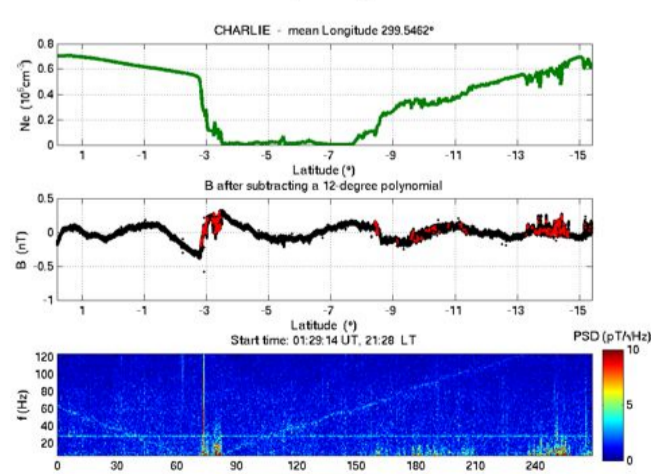 CHARLIE - mean Longitude 299.5462°
0.8
0.6
0.4
0.2
0
Ne (10⁶cm⁻³)
1 -1 -3 -5 -7 -9 -11 -13 -15
Latitude (°)
B after subtracting a 12-degree polynomial
0.5
0
-0.5
-1
B (nT)
1 -1 -3 -5 -7 -9 -11 -13 -15
Latitude (°)
Start time: 01:29:14 UT, 21:28 LT
PSD (pT/√Hz)
120
100
80
60
40
20
f (Hz)
10
5
0
0 30 60 90 120 150 180 210 240